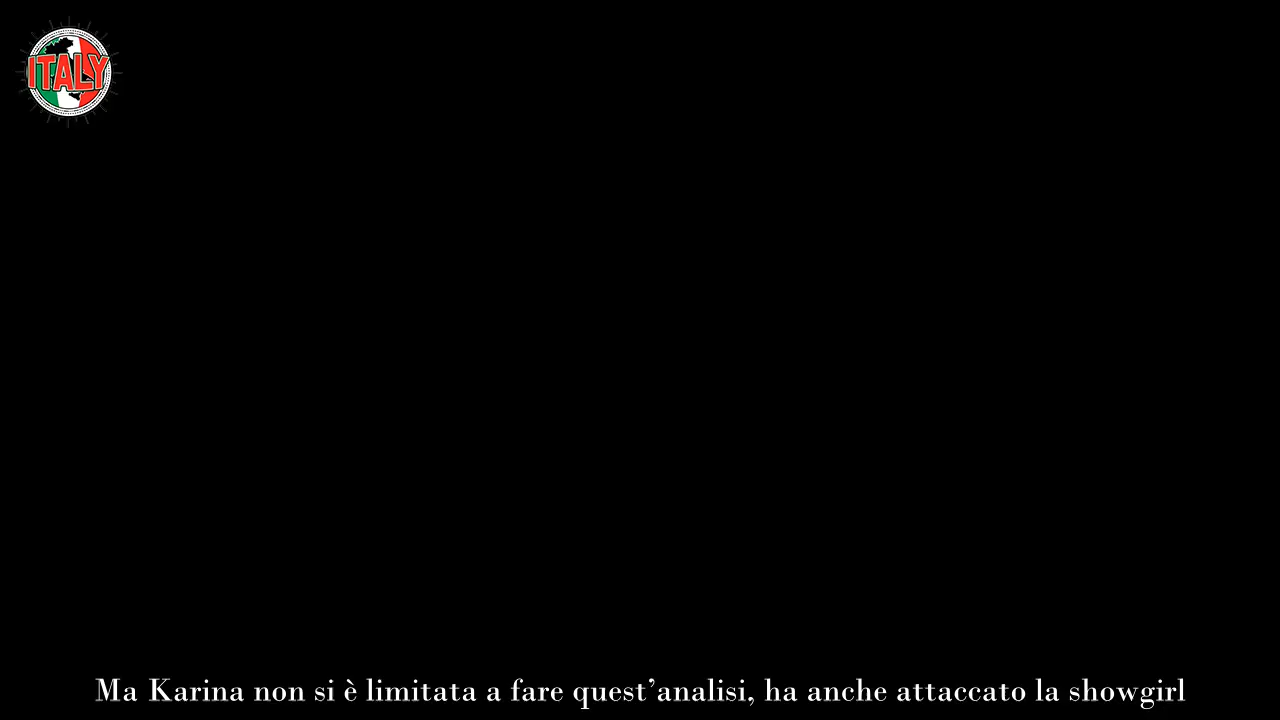 ITALY
Ma Karina non si è limitata a fare quest’analisi, ha anche attaccato la showgirl